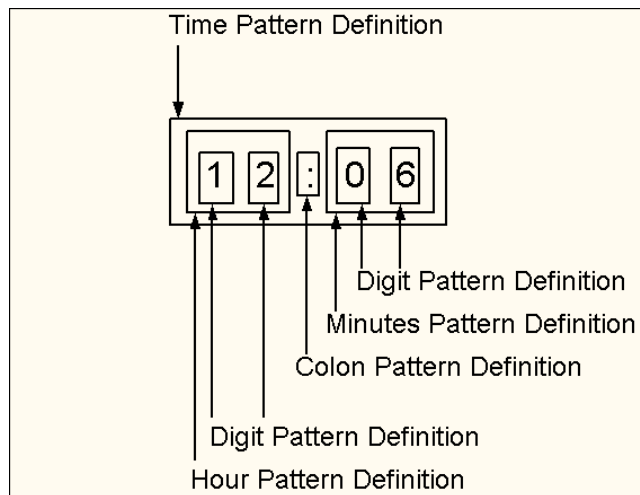 Time Pattern Definition
12:06
Digit Pattern Definition
Minutes Pattern Definition
Colon Pattern Definition
Digit Pattern Definition
Hour Pattern Definition